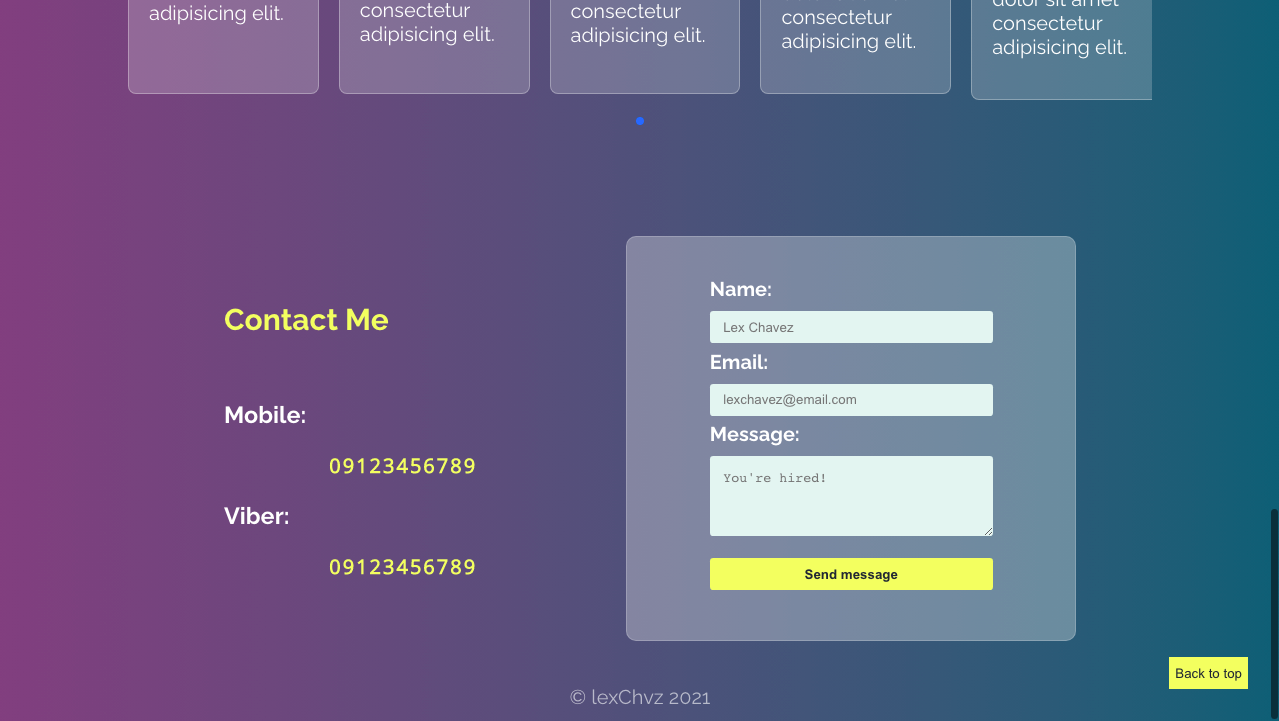 adipisicing elit.
consectetur
adipisicing elit.
consectetur
adipisicing elit.
consectetur
adipisicing elit.
dolor sit amet
consectetur
adipisicing elit.
Contact Me
Mobile:
09123456789
Viber:
09123456789
Name:
Lex Chavez
Email:
lexchavez@email.com
Message:
You're hired!
Send message
Back to top
© lexChvz 2021